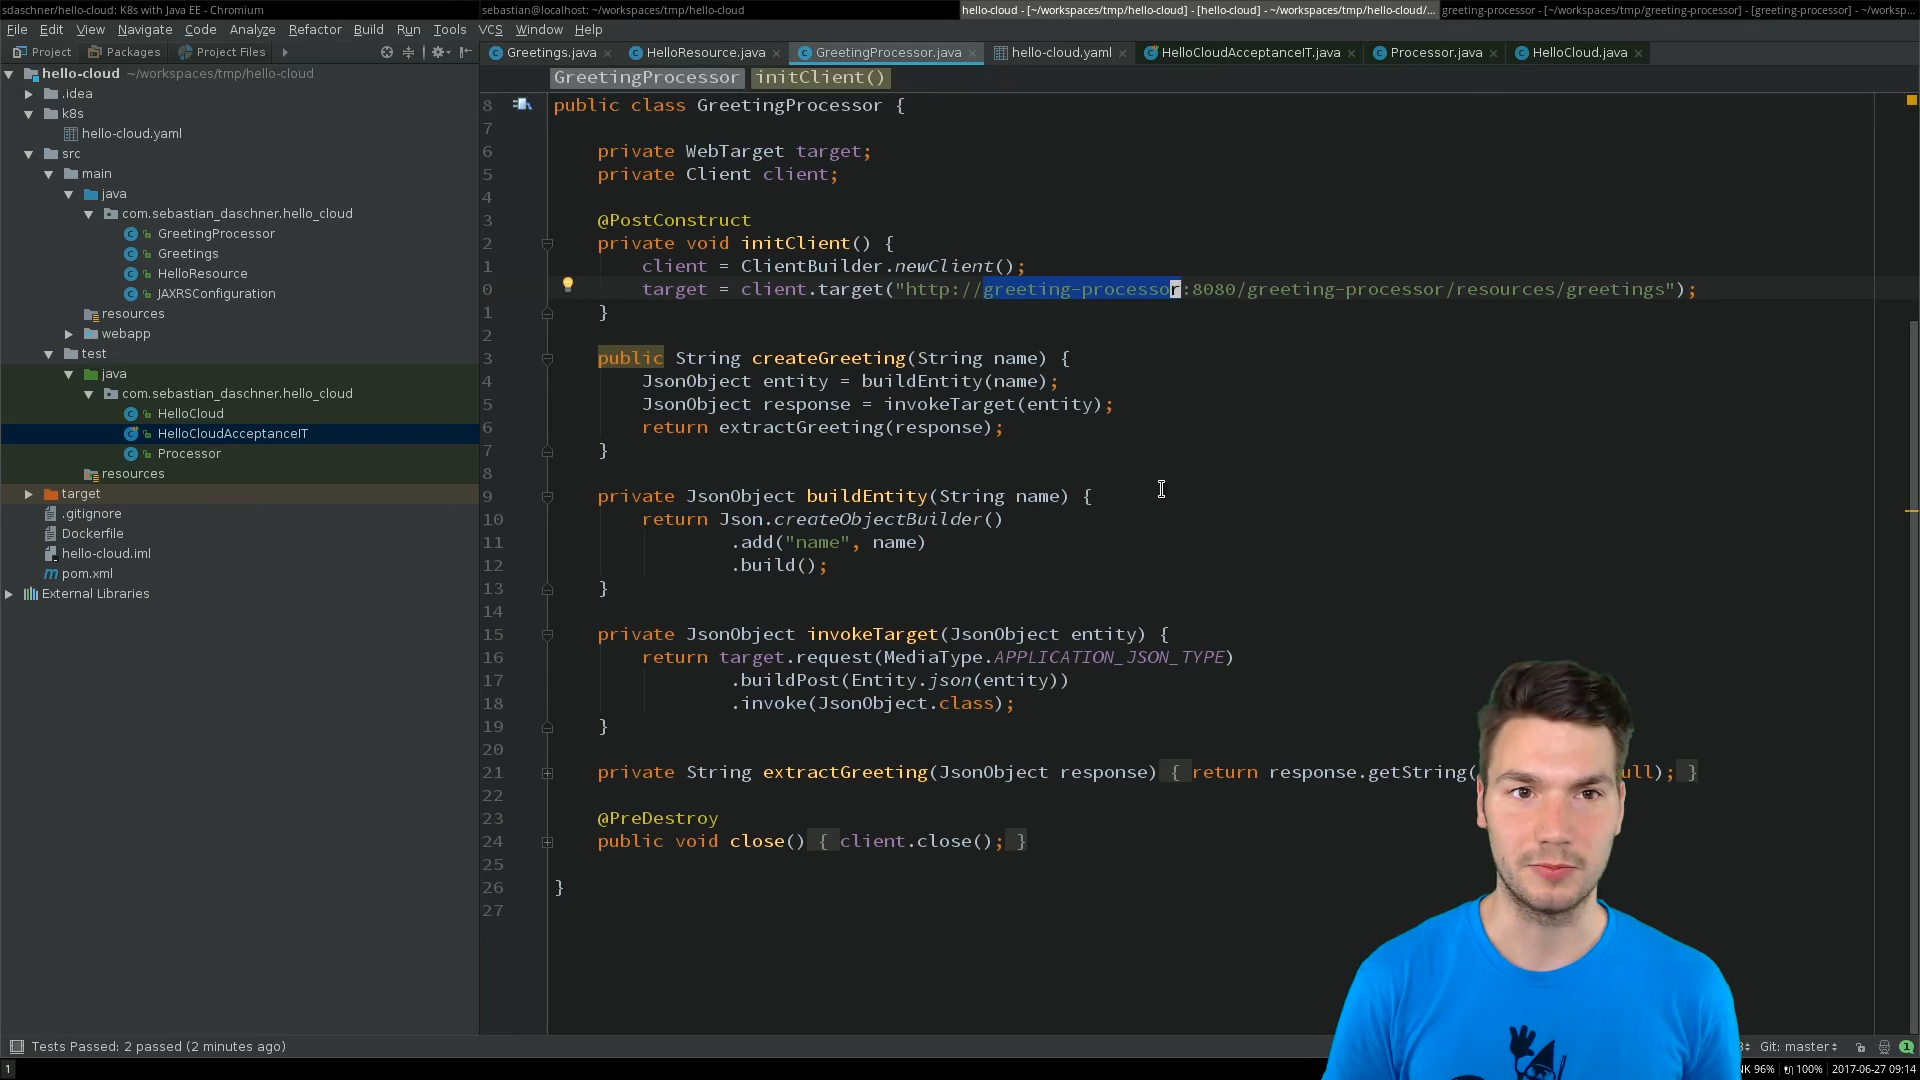 sdaschner/hello-cloud: K8s with Java EE - Chromium
sebastian@localhost: ~/workspaces/tmp/hello-cloud
hello-cloud - [~/workspaces/tmp/hello-cloud] - [hello-cloud] - ~/workspaces/tmp/hello-cloud/...
greeting-processor - [~/workspaces/tmp/greeting-processor] - [greeting-processor] - ~/worksp...
File Edit View Navigate Code Analyze Refactor Build Run Tools VCS Window Help
Project Packages Project Files
Greetings.java HelloResource.java GreetingProcessor.java hello-cloud.yaml HelloCloudAcceptanceIT.java Processor.java HelloCloud.java
hello-cloud ~/workspaces/tmp/hello-cloud
.idea
k8s
hello-cloud.yaml
src
main
java
com.sebastian_daschner.hello_cloud
GreetingProcessor
Greetings
HelloResource
JAXRSConfiguration
resources
webapp
test
java
com.sebastian_daschner.hello_cloud
HelloCloud
HelloCloudAcceptanceIT
Processor
resources
target
.gitignore
Dockerfile
hello-cloud.iml
pom.xml
External Libraries
GreetingProcessor initClient()
8 public class GreetingProcessor {
7
6 private WebTarget target;
5 private Client client;
4
3 @PostConstruct
2 private void initClient() {
1 client = ClientBuilder.newClient();
0 target = client.target("http://greeting-processor:8080/greeting-processor/resources/greetings");
1 }
2
3 public String createGreeting(String name) {
4 JsonObject entity = buildEntity(name);
5 JsonObject response = invokeTarget(entity);
6 return extractGreeting(response);
7 }
8
9 private JsonObject buildEntity(String name) {
10 return Json.createObjectBuilder()
11 .add("name", name)
12 .build();
13 }
14
15 private JsonObject invokeTarget(JsonObject entity) {
16 return target.request(MediaType.APPLICATION_JSON_TYPE)
17 .buildPost(Entity.json(entity))
18 .invoke(JsonObject.class);
19 }
20
21 private String extractGreeting(JsonObject response) { return response.getString( ull); }
22
23 @PreDestroy
24 public void close() { client.close(); }
25
26 }
27
Tests Passed: 2 passed (2 minutes ago)
Git: master
1
1
NK 96% 100% 2017-06-27 09:14